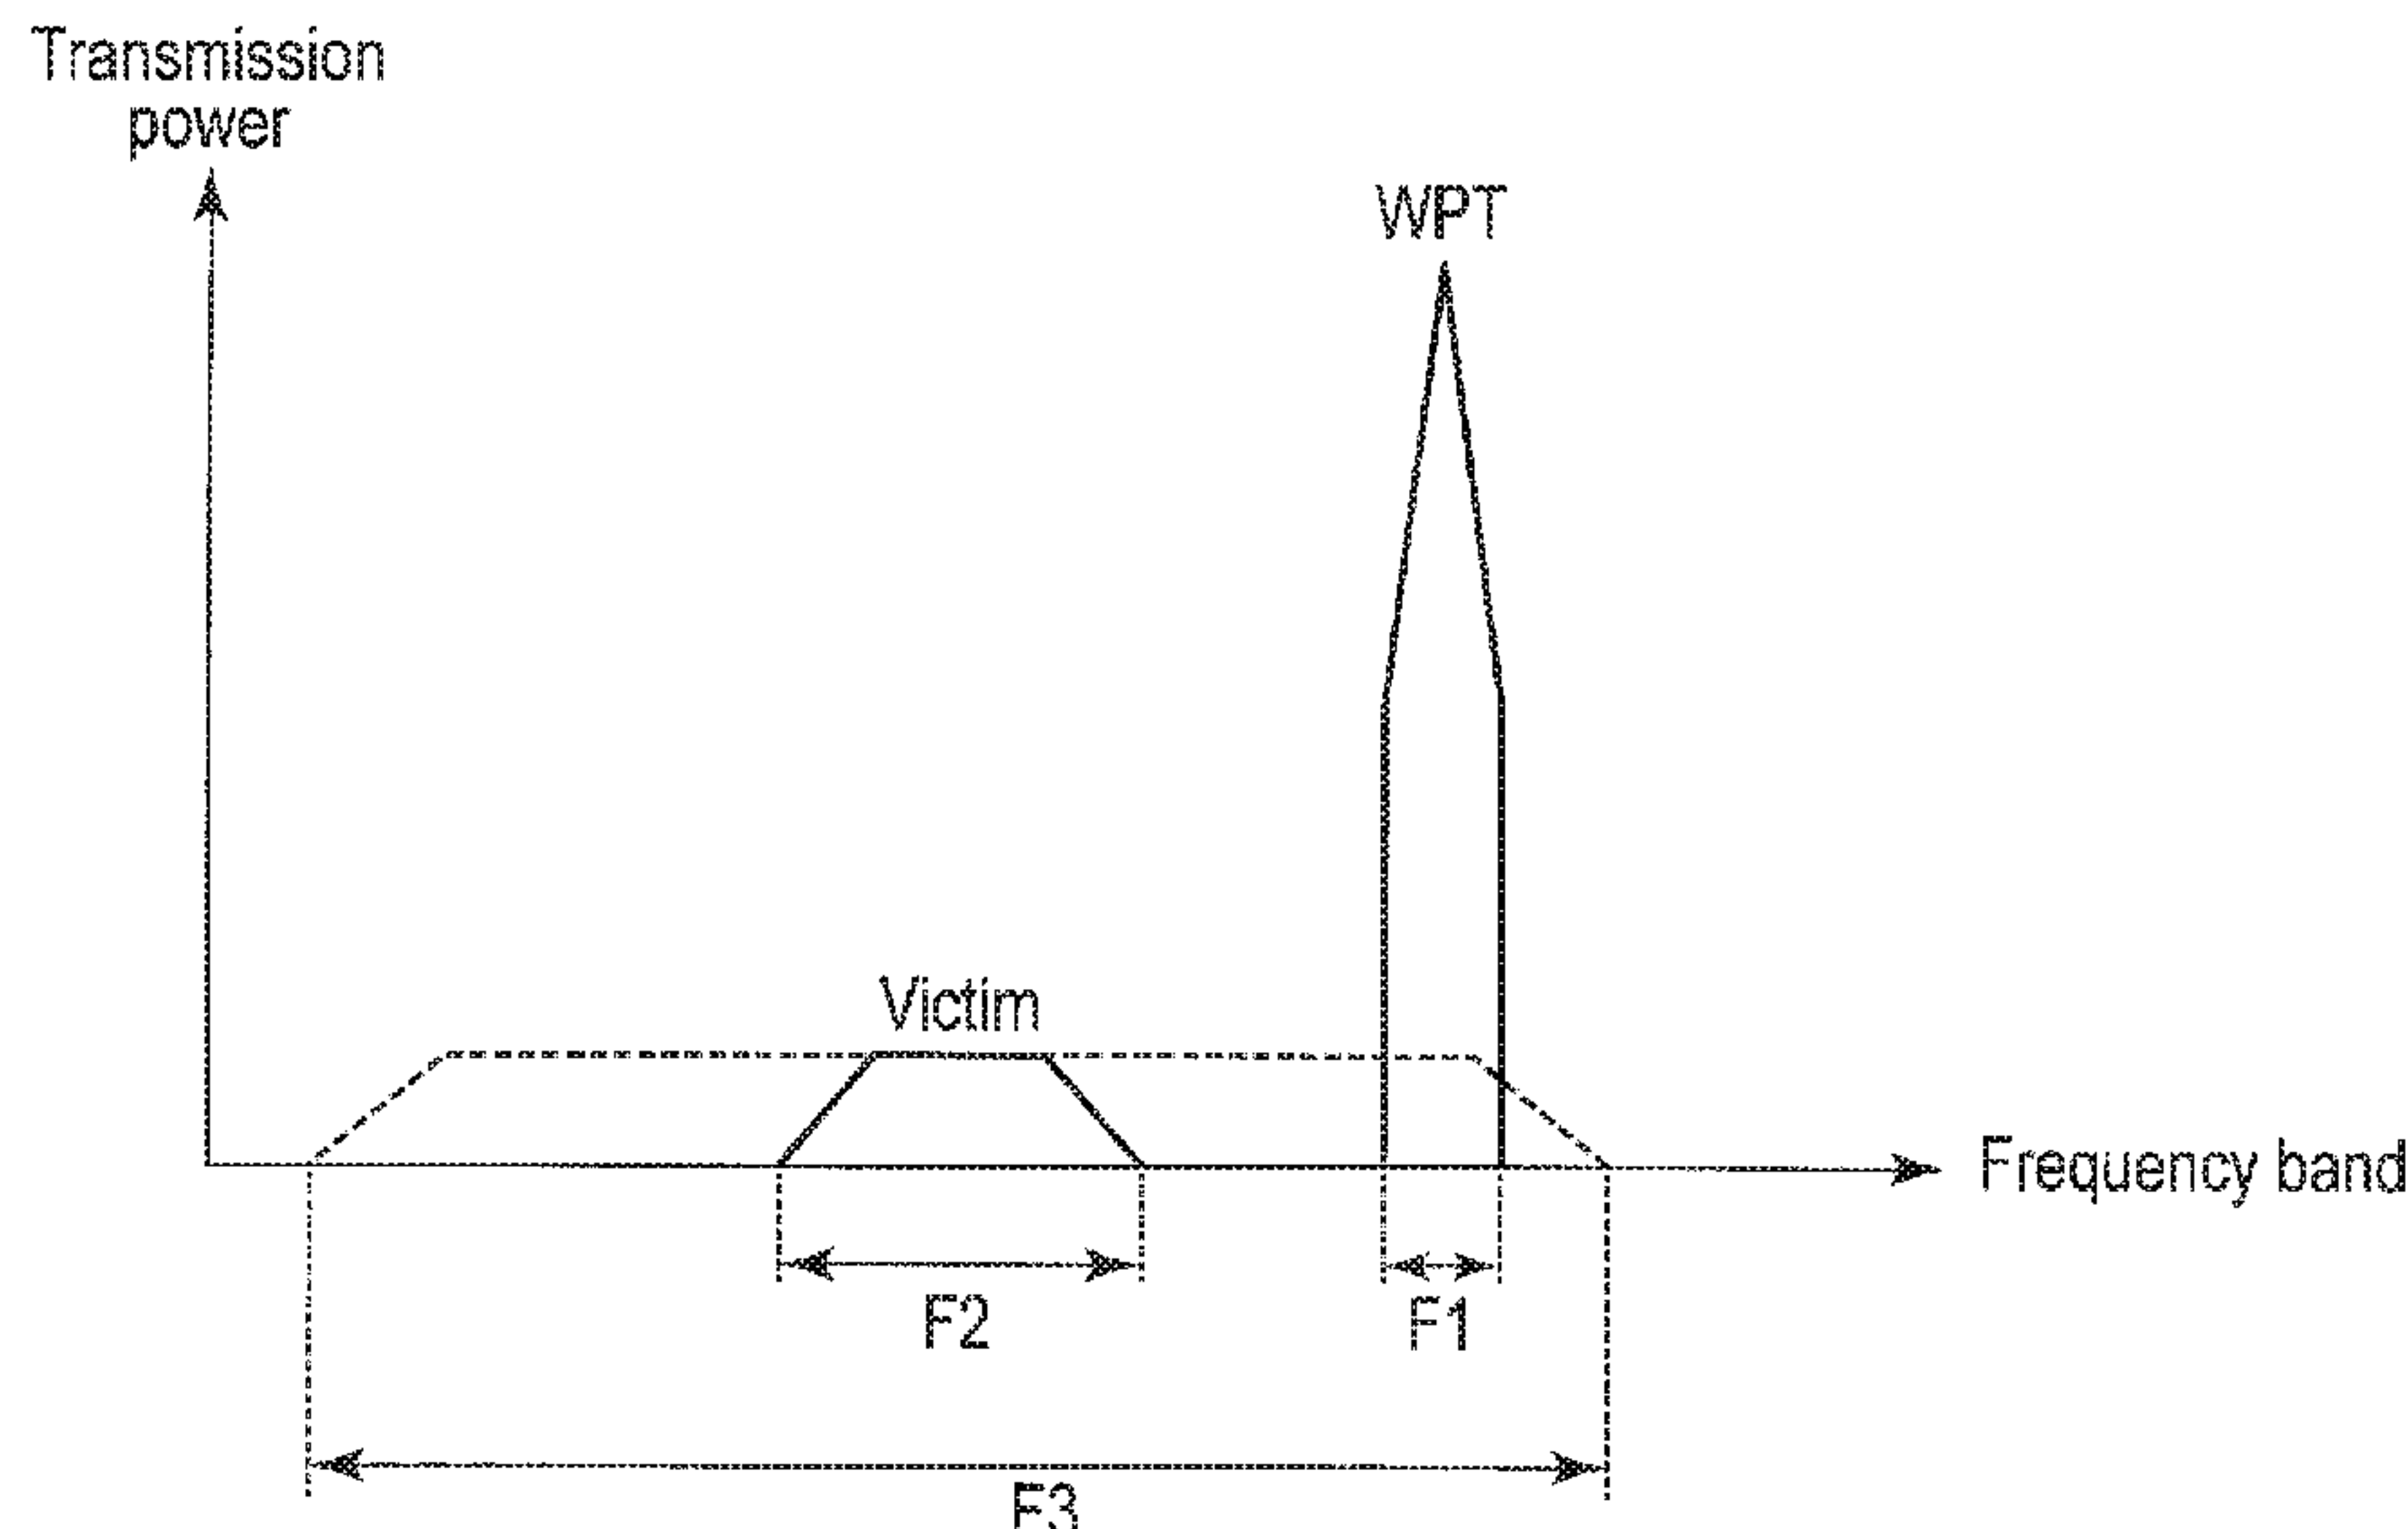 Transmission
power
WPT
Victim
Frequency band
F2
F1
F3